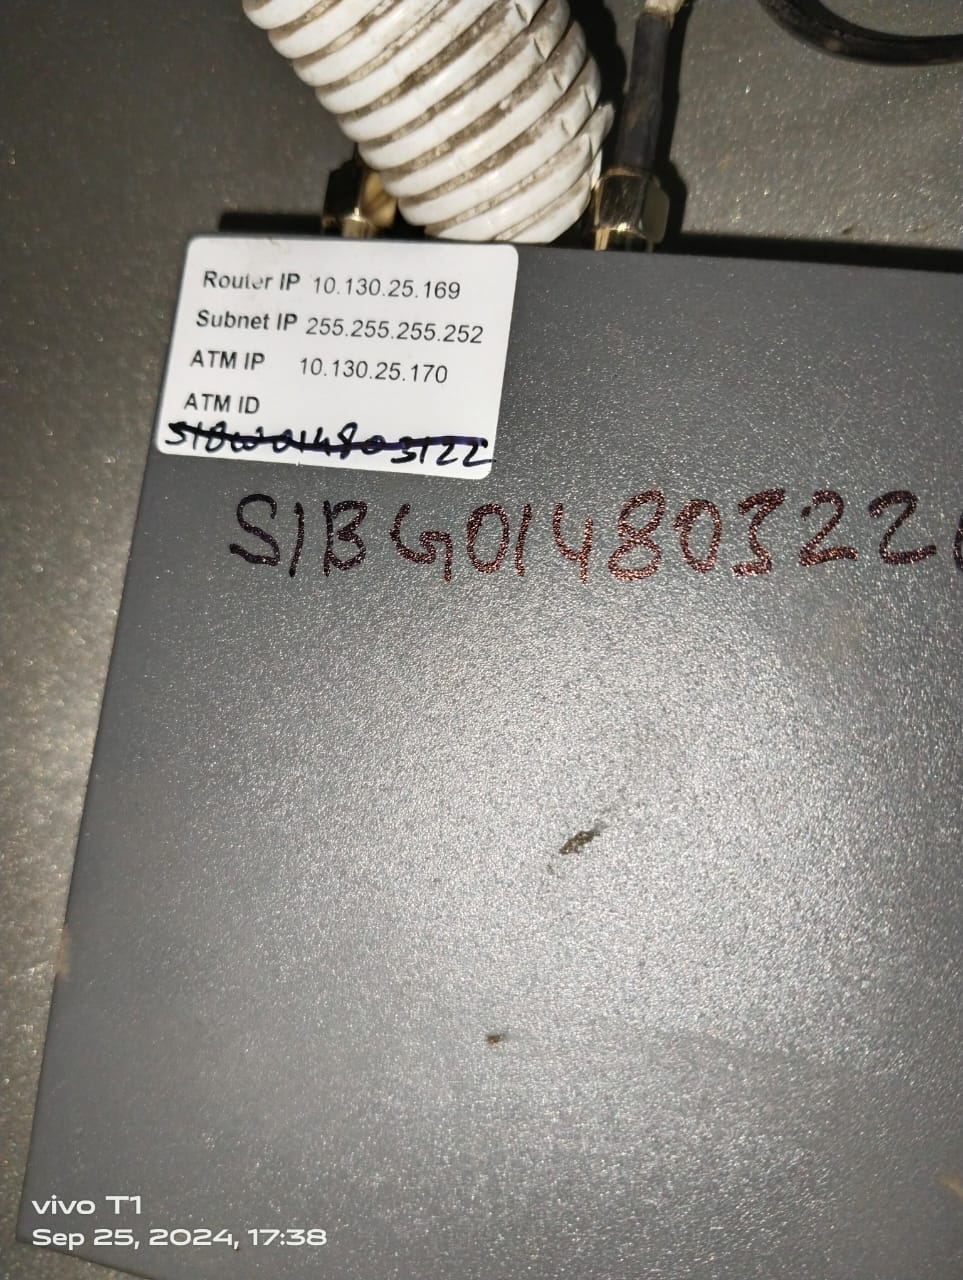 Router IP 10.130.25.169
Subnet IP 255.255.255.252
ATM IP 10.130.25.170
ATM ID
S1BG01480322
vivo T1
Sep 25, 2024, 17:38